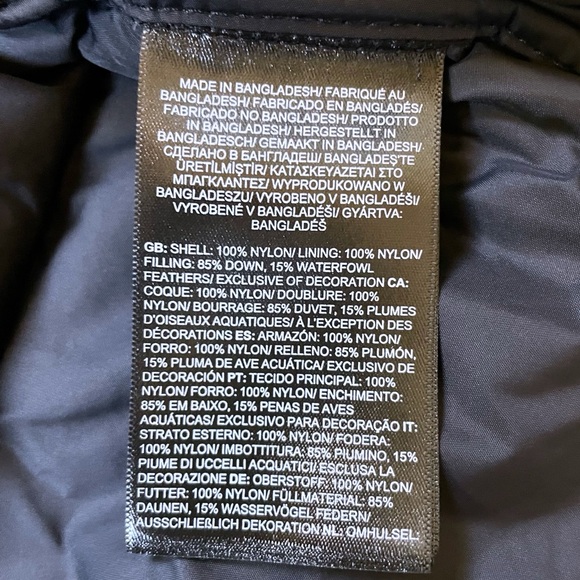 MADE IN BANGLADESH/ FABRIQUÉ AU
BANGLADESH/ FABRICADO EN BANGLADÉS/
FABRICADO NO BANGLADESH/ PRODOTTO
IN BANGLADESH/ HERGESTELLT IN
BANGLADESCH/ GEMAAKT IN BANGLADESH/
СДЕЛАНО В БАНГЛАДЕШ/ BANGLADEŞ'TE
ÜRETİLMİŞTİR/ ΚΑΤΑΣΚΕΥΑΖΕΤΑΙ ΣΤΟ
ΜΠΑΓΚΛΑΝΤΕΣ/ WYPRODUKOWANO W
BANGLADESZU/ VYROBENO V BANGLADÉŠI/
VYROBENÉ V BANGLADÉŠI/ GYÁRTVA:
BANGLADÉŠ
GB: SHELL: 100% NYLON/ LINING: 100% NYLON/
FILLING: 85% DOWN, 15% WATERFOWL
FEATHERS/ EXCLUSIVE OF DECORATION CA:
COQUE: 100% NYLON/ DOUBLURE: 100%
NYLON/ BOURRAGE: 85% DUVET, 15% PLUMES
D'OISEAUX AQUATIQUES/ À L'EXCEPTION DES
DÉCORATIONS ES: ARMAZÓN: 100% NYLON/
FORRO: 100% NYLON/ RELLENO: 85% PLUMÓN,
15% PLUMA DE AVE ACUÁTICA/ EXCLUSIVO DE
DECORACIÓN PT: TECIDO PRINCIPAL: 100%
NYLON/ FORRO: 100% NYLON/ ENCHIMENTO:
85% EM BAIXO, 15% PENAS DE AVES
AQUÁTICAS/ EXCLUSIVO PARA DECORAÇÃO IT:
STRATO ESTERNO: 100% NYLON/ FODERA:
100% NYLON/ IMBOTTITURA: 85% PIUMINO, 15%
PIUME DI UCCELLI ACQUATICI/ ESCLUSA LA
DECORAZIONE DE: OBERSTOFF: 100% NYLON/
FUTTER: 100% NYLON/ FÜLLMATERIAL: 85%
DAUNEN, 15% WASSERVÖGEL FEDERN/
AUSSCHLIEßLICH DEKORATION NL: OMHULSEL: